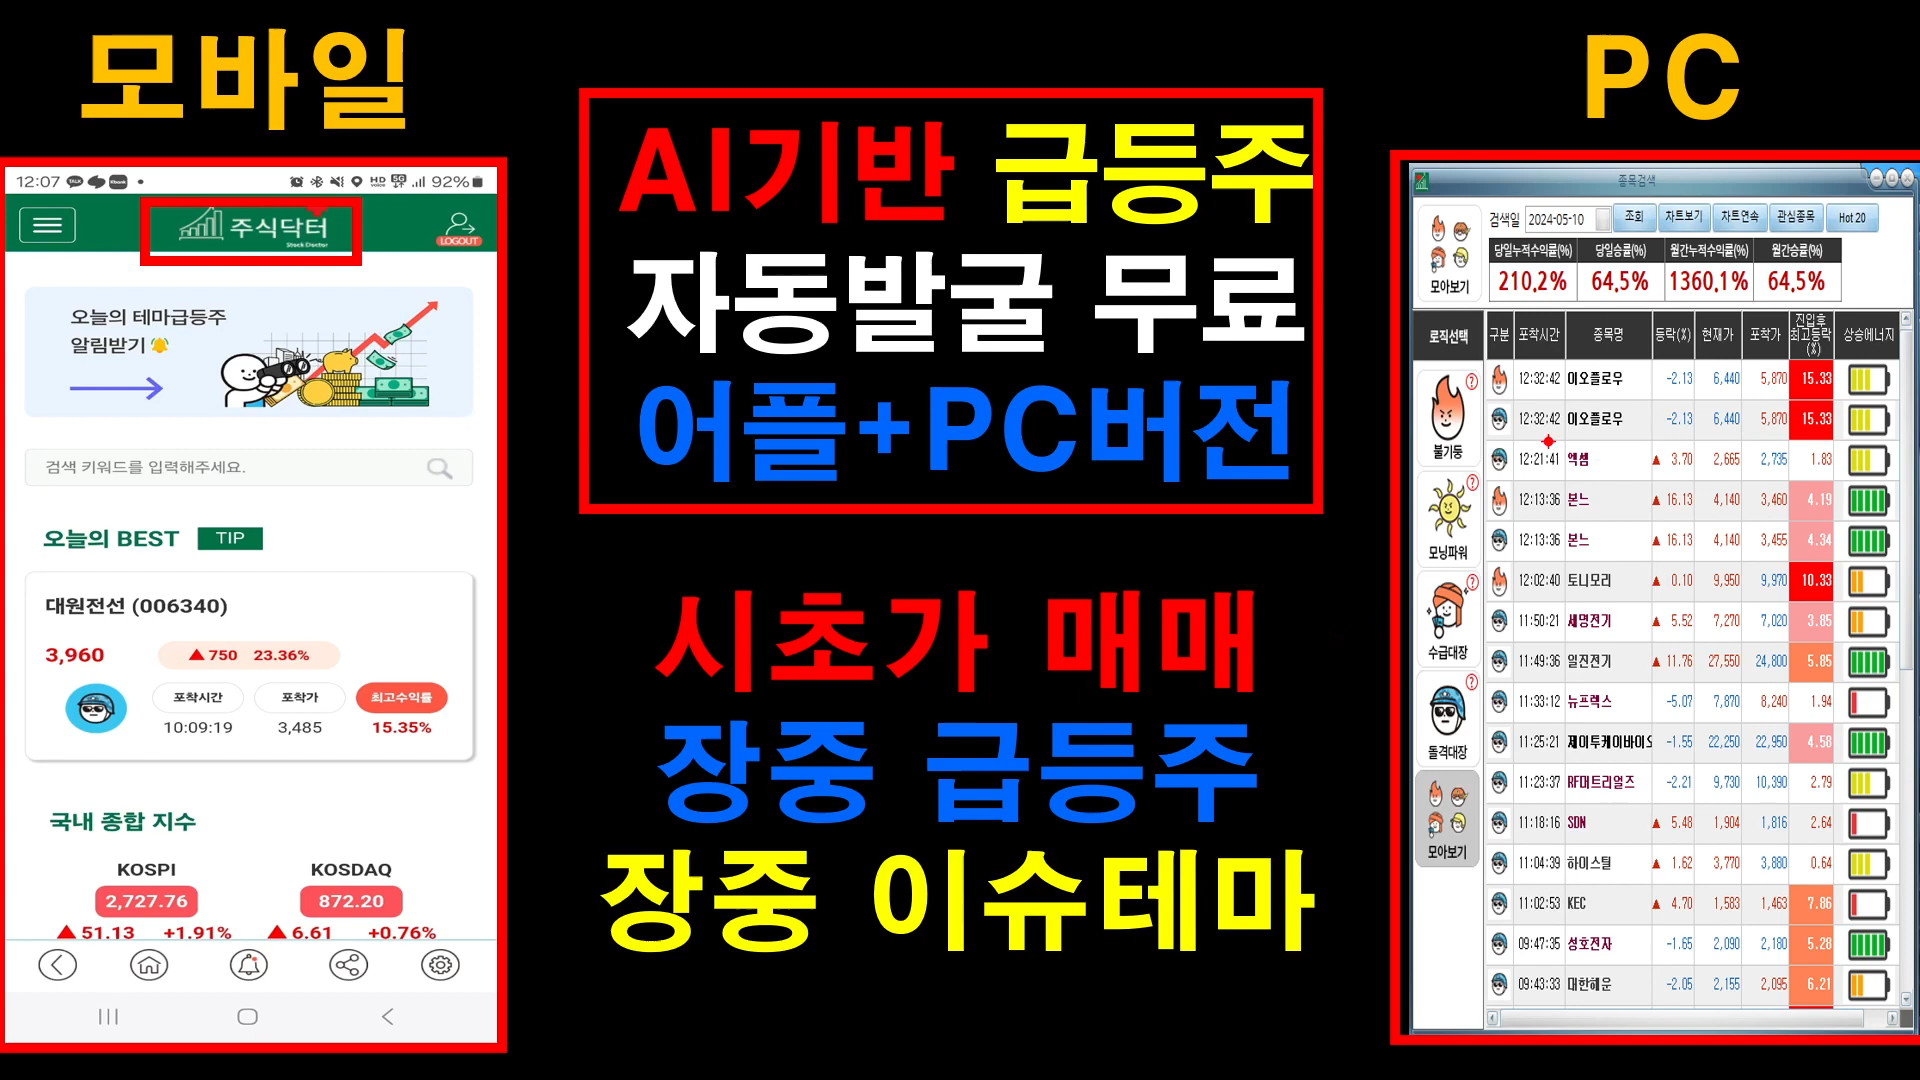 모바일
PC
AI기반 급등주
자동발굴 무료
어플+PC버전
시초가 매매
장중 급등주
장중 이슈테마
12:07
92%
주식닥터
Stock Doctor
LOGOUT
오늘의 테마급등주
알림받기
검색 키워드를 입력해주세요.
오늘의 BEST TIP
대원전선 (006340)
3,960 ▲750 23.36%
포착시간 포착가 최고수익률
10:09:19 3,485 15.35%
국내 종합 지수
KOSPI KOSDAQ
2,727.76 872.20
▲51.13 +1.91% ▲6.61 +0.76%
종목검색
검색일 2024-05-10 조회 차트보기 차트연속 관심종목 Hot 20
모아보기
당일누적수익률(%) 당일승률(%) 월간누적수익률(%) 월간승률(%)
210,2% 64,5% 1360,1% 64,5%
로직선택
불기둥
모닝파워
수급대장
돌격대장
모아보기
구분 포착시간 종목명 등락(%) 현재가 포착가 진입후 최고등락 (%) 상승에너지
12:32:42 이오플로우 -2.13 6,440 5,870 15.33
12:32:42 이오플로우 -2.13 6,440 5,870 15.33
12:21:41 엑셈 ▲ 3.70 2,665 2,735 1.83
12:13:36 본느 ▲ 16.13 4,140 3,460 4.19
12:13:36 본느 ▲ 16.13 4,140 3,455 4.34
12:02:40 토니모리 ▲ 0.10 9,950 9,970 10.33
11:50:21 세명전기 ▲ 5.52 7,270 7,020 3.85
11:49:36 일진전기 ▲ 11.76 27,550 24,800 5.85
11:33:12 뉴프렉스 -5.07 7,870 8,240 1.94
11:25:21 제이투케이바이오 -1.55 22,250 22,950 4.58
11:23:37 RF머트리얼즈 -2.21 9,730 10,390 2.79
11:18:16 SDN ▲ 5.48 1,904 1,816 2.64
11:04:39 하이스틸 ▲ 1.62 3,770 3,880 0.64
11:02:53 KEC ▲ 4.70 1,583 1,463 7.86
09:47:35 성호전자 -1.65 2,090 2,180 5.28
09:43:33 대한해운 -2.05 2,155 2,095 6.21